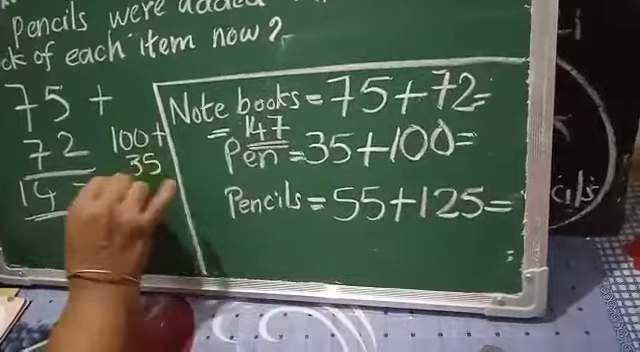 Pencils were added
ck of each item now?
75 +
72
14
100+
35
Note books = 75+72=
= 147
Pen = 35+100=
Pencils = 55+125=